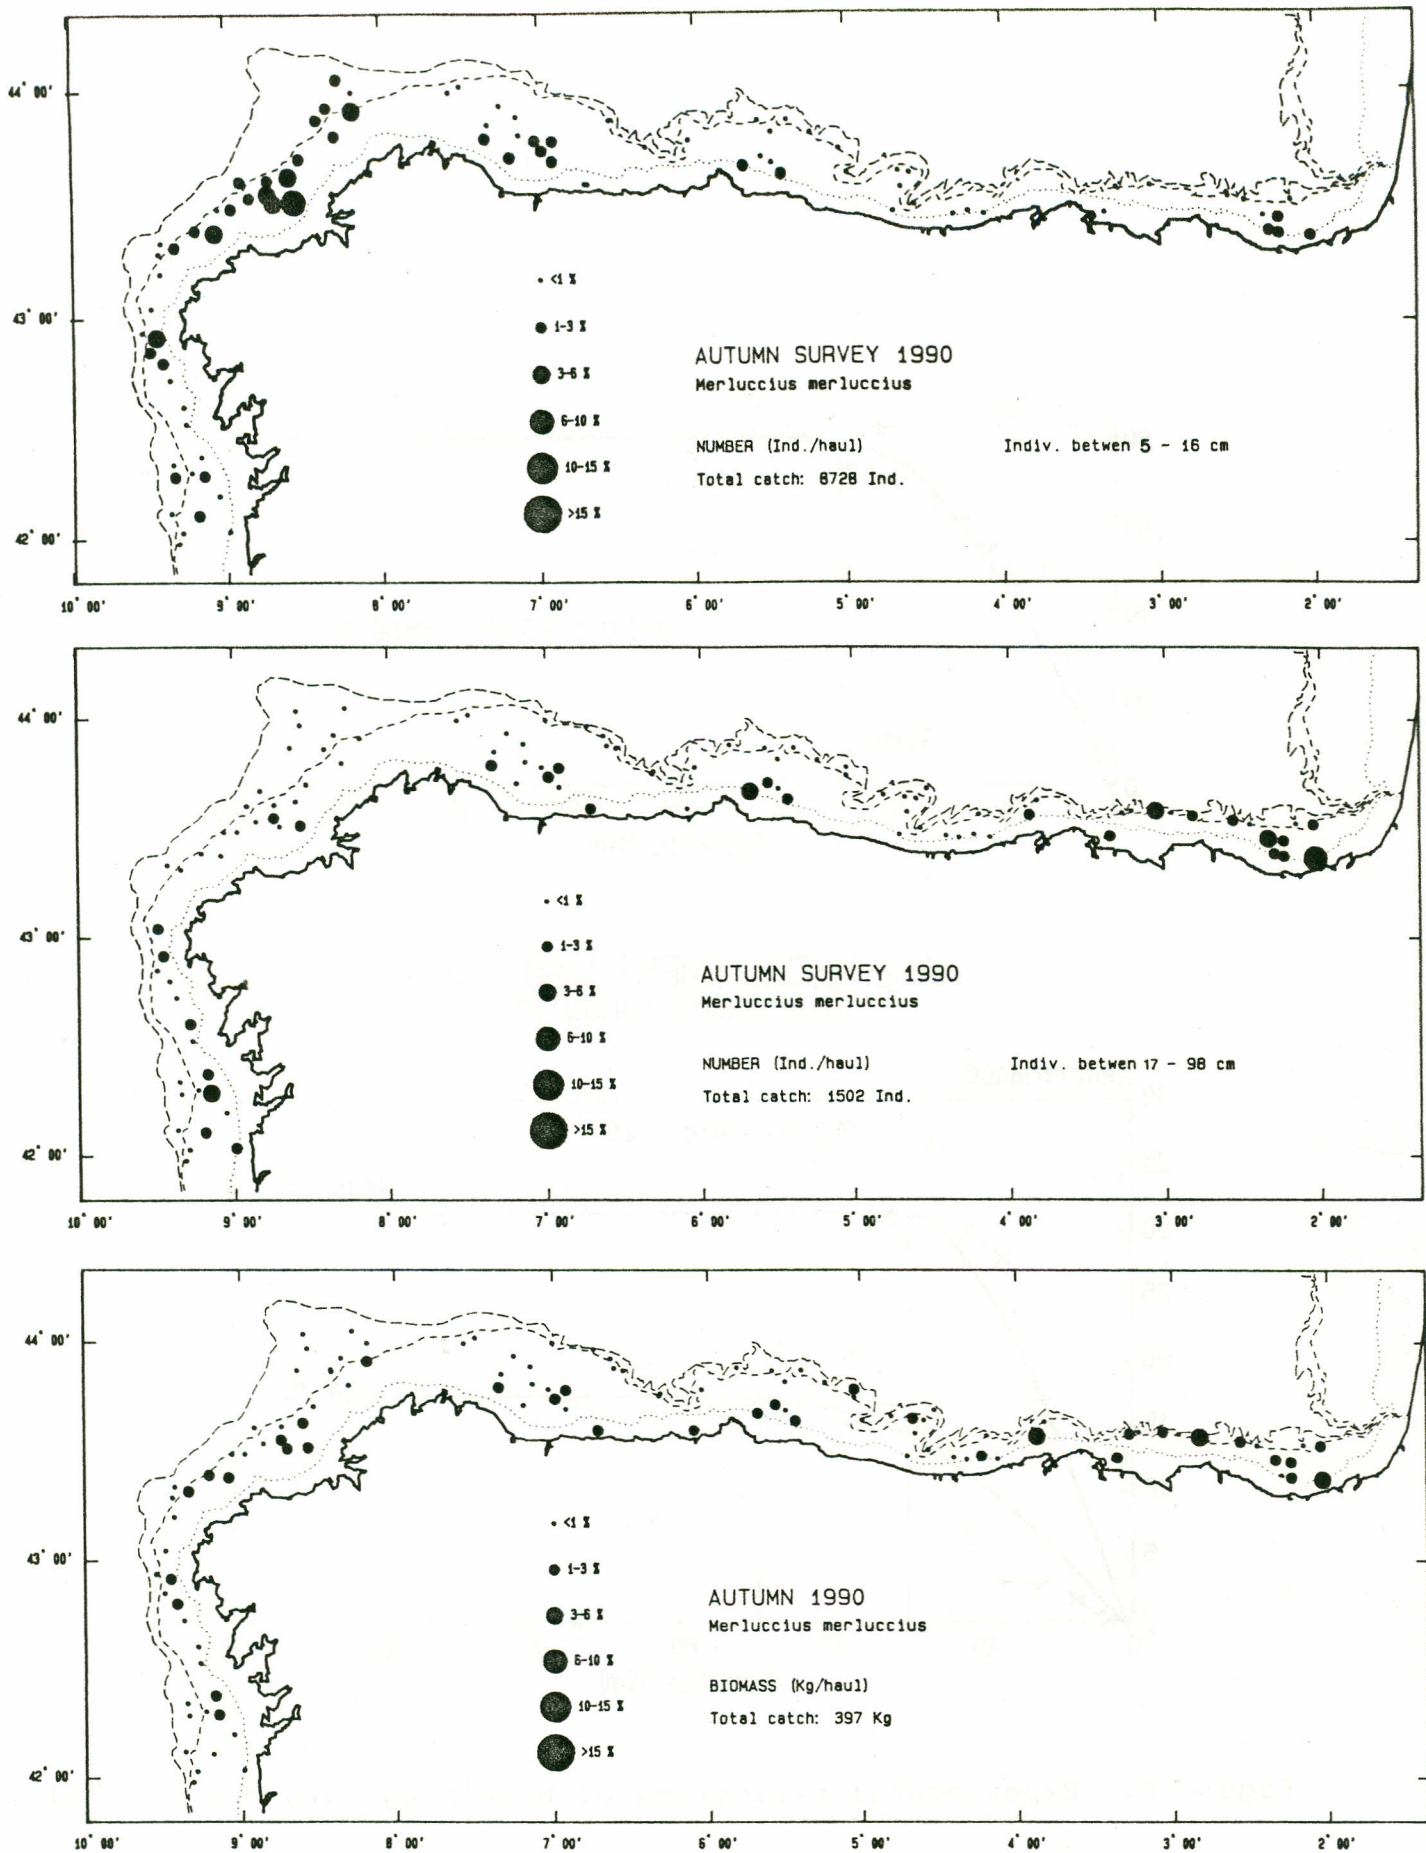 44° 00'
43° 00'
42° 00'
<1 %
1-3 %
3-6 %
6-10 %
10-15 %
>15 %
AUTUMN SURVEY 1990
Merluccius merluccius
NUMBER (Ind./haul)
Indiv. betwen 5 - 16 cm
Total catch: 8728 Ind.
10° 00' 9° 00' 8° 00' 7° 00' 6° 00' 5° 00' 4° 00' 3° 00' 2° 00'
44° 00'
43° 00'
42° 00'
<1 %
1-3 %
3-6 %
6-10 %
10-15 %
>15 %
AUTUMN SURVEY 1990
Merluccius merluccius
NUMBER (Ind./haul)
Indiv. betwen 17 - 98 cm
Total catch: 1502 Ind.
10° 00' 9° 00' 8° 00' 7° 00' 6° 00' 5° 00' 4° 00' 3° 00' 2° 00'
44° 00'
43° 00'
42° 00'
<1 %
1-3 %
3-6 %
6-10 %
10-15 %
>15 %
AUTUMN 1990
Merluccius merluccius
BIOMASS (Kg/haul)
Total catch: 397 Kg
10° 00' 9° 00' 8° 00' 7° 00' 6° 00' 5° 00' 4° 00' 3° 00' 2° 00'